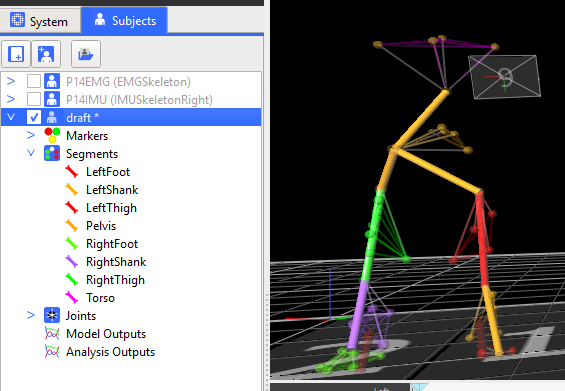 System
Subjects
P14EMG (EMGSkeleton)
P14IMU (IMUSkeletonRight)
draft *
Markers
Segments
LeftFoot
LeftShank
LeftThigh
Pelvis
RightFoot
RightShank
RightThigh
Torso
Joints
Model Outputs
Analysis Outputs
Left